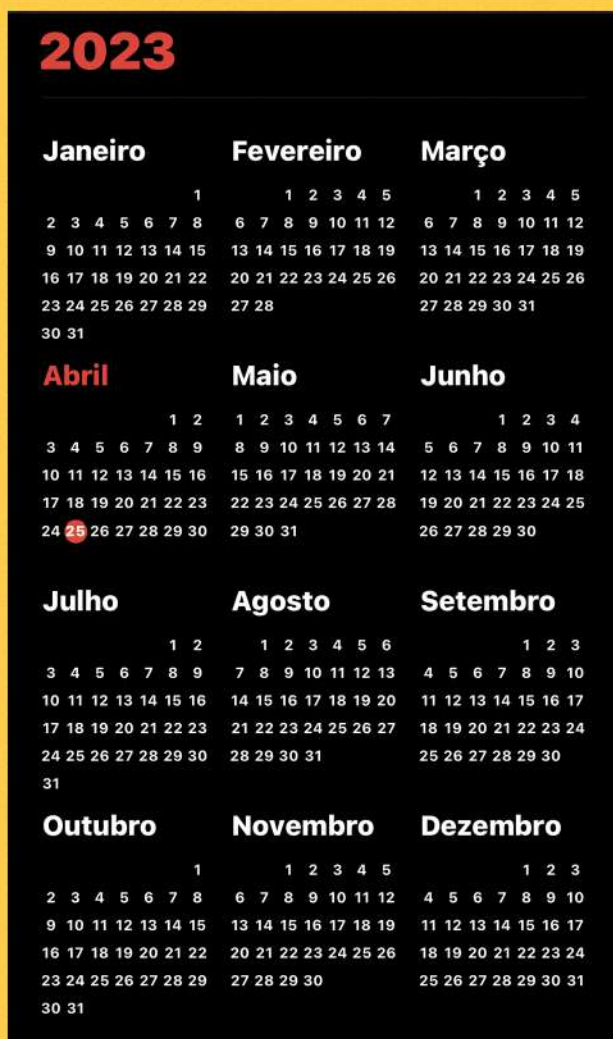 2023
Janeiro Fevereiro Março
1 1 2 3 4 5 1 2 3 4 5
2 3 4 5 6 7 8 6 7 8 9 10 11 12 6 7 8 9 10 11 12
9 10 11 12 13 14 15 13 14 15 16 17 18 19 13 14 15 16 17 18 19
16 17 18 19 20 21 22 20 21 22 23 24 25 26 20 21 22 23 24 25 26
23 24 25 26 27 28 29 27 28 27 28 29 30 31
30 31
Abril Maio Junho
1 2 1 2 3 4 5 6 7 1 2 3 4
3 4 5 6 7 8 9 8 9 10 11 12 13 14 5 6 7 8 9 10 11
10 11 12 13 14 15 16 15 16 17 18 19 20 21 12 13 14 15 16 17 18
17 18 19 20 21 22 23 22 23 24 25 26 27 28 19 20 21 22 23 24 25
24 25 26 27 28 29 30 29 30 31 26 27 28 29 30
Julho Agosto Setembro
1 2 1 2 3 4 5 6 1 2 3
3 4 5 6 7 8 9 7 8 9 10 11 12 13 4 5 6 7 8 9 10
10 11 12 13 14 15 16 14 15 16 17 18 19 20 11 12 13 14 15 16 17
17 18 19 20 21 22 23 21 22 23 24 25 26 27 18 19 20 21 22 23 24
24 25 26 27 28 29 30 28 29 30 31 25 26 27 28 29 30
31
Outubro Novembro Dezembro
1 1 2 3 4 5 1 2 3
2 3 4 5 6 7 8 6 7 8 9 10 11 12 4 5 6 7 8 9 10
9 10 11 12 13 14 15 13 14 15 16 17 18 19 11 12 13 14 15 16 17
16 17 18 19 20 21 22 20 21 22 23 24 25 26 18 19 20 21 22 23 24
23 24 25 26 27 28 29 27 28 29 30 25 26 27 28 29 30 31
30 31